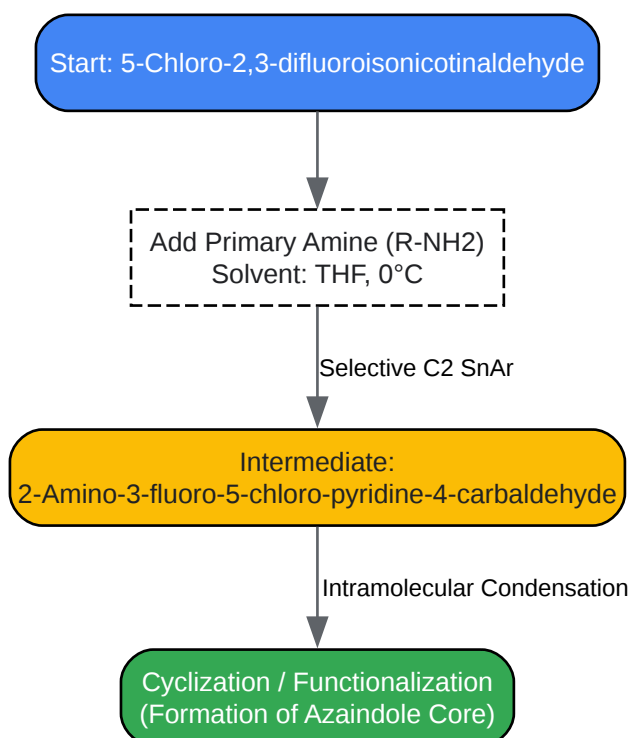 Start: 5-Chloro-2,3-difluoroisonicotinaldehyde
Add Primary Amine (R-NH2)
Solvent: THF, 0°C
Selective C2 SnAr
Intermediate:
2-Amino-3-fluoro-5-chloro-pyridine-4-carbaldehyde
Intramolecular Condensation
Cyclization / Functionalization
(Formation of Azaindole Core)